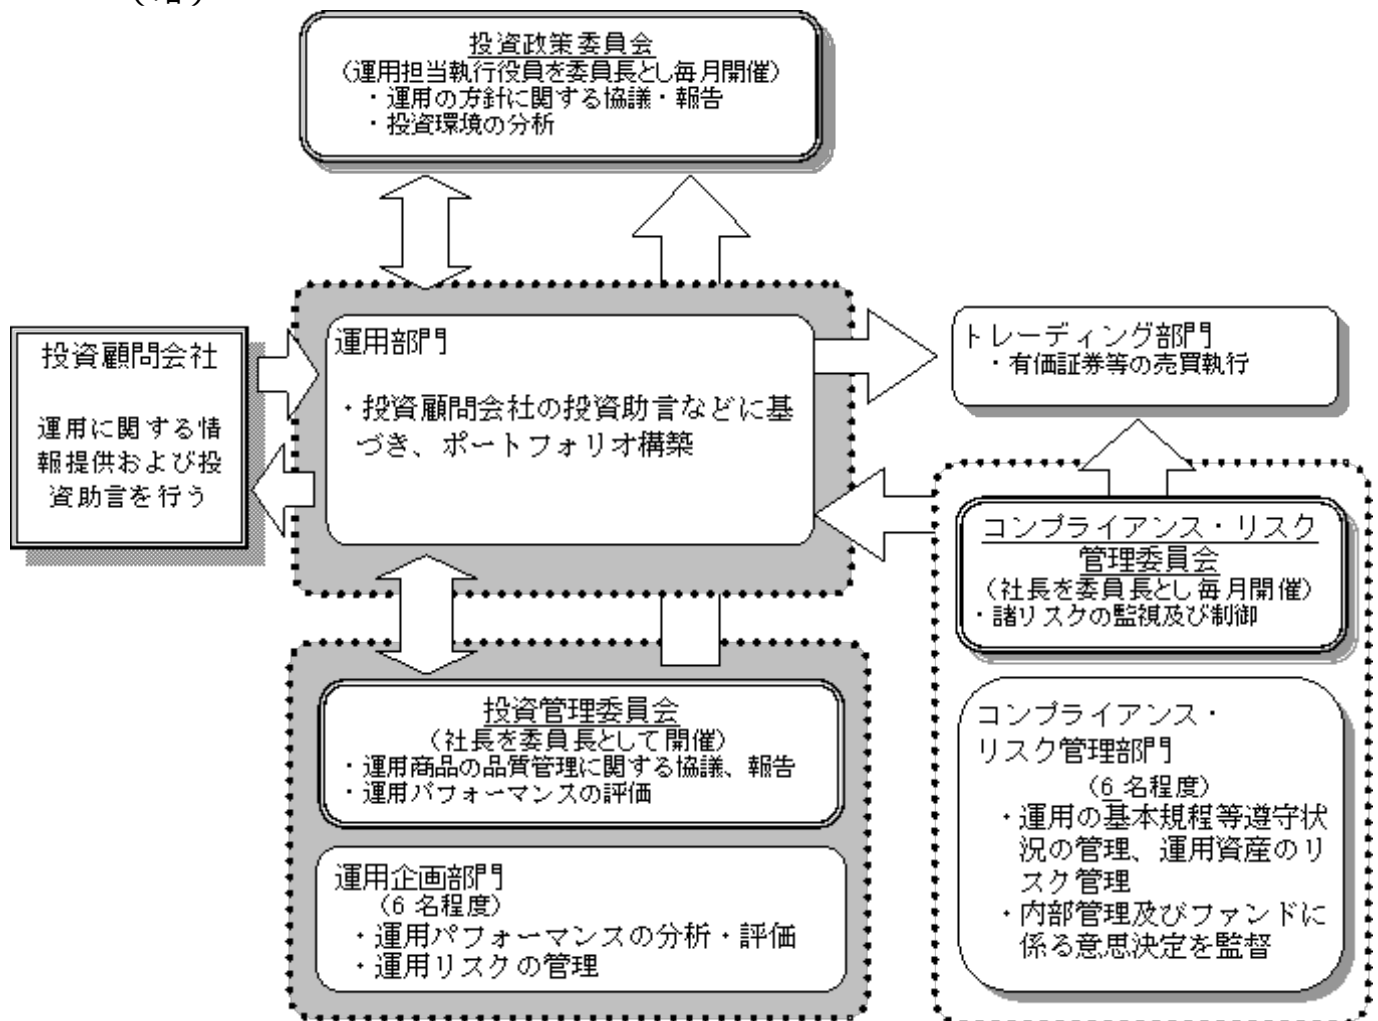 (略)
投資政策委員会
(運用担当執行役員を委員長とし毎月開催)
・運用の方針に関する協議・報告
・投資環境の分析
投資顧問会社
運用に関する情
報提供および投
資助言を行う
運用部門
・投資顧問会社の投資助言などに基
づき、ポートフォリオ構築
トレーディング部門
・有価証券等の売買執行
コンプライアンス・リスク
管理委員会
(社長を委員長とし毎月開催)
・諸リスクの監視及び制御
投資管理委員会
(社長を委員長として開催)
・運用商品の品質管理に関する協議、報告
・運用パフォーマンスの評価
運用企画部門
(6 名程度)
・運用パフォーマンスの分析・評価
・運用リスクの管理
コンプライアンス・
リスク管理部門
(6 名程度)
・運用の基本規程等遵守状
況の管理、運用資産のリ
スク管理
・内部管理及びファンドに
係る意思決定を監督